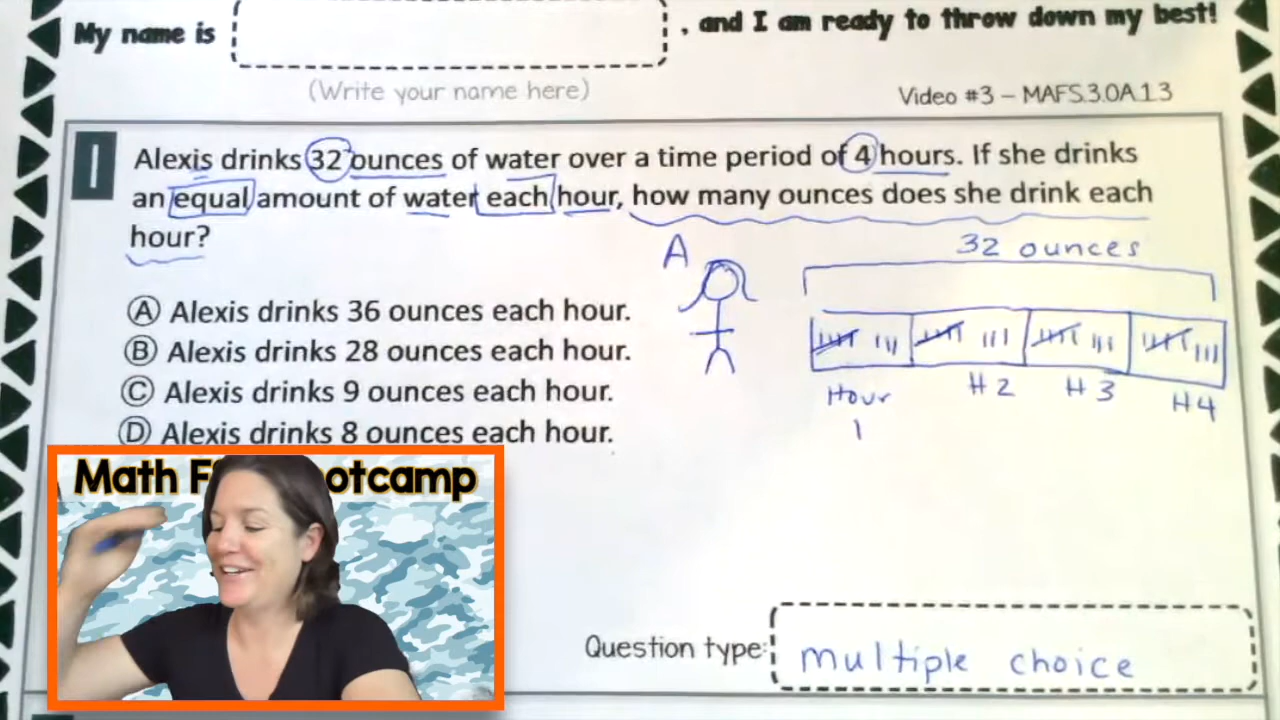 My name is , and I am ready to throw down my best!
(Write your name here)
Video #3 – MAFS.3.OA.1.3
1
Alexis drinks 32 ounces of water over a time period of 4 hours. If she drinks
an equal amount of water each hour, how many ounces does she drink each
hour?
A
32 ounces
Ⓐ Alexis drinks 36 ounces each hour.
Ⓑ Alexis drinks 28 ounces each hour.
Ⓒ Alexis drinks 9 ounces each hour.
Ⓓ Alexis drinks 8 ounces each hour.
Hour
1
H2
H3
H4
Math F otcamp
Question type:
multiple choice